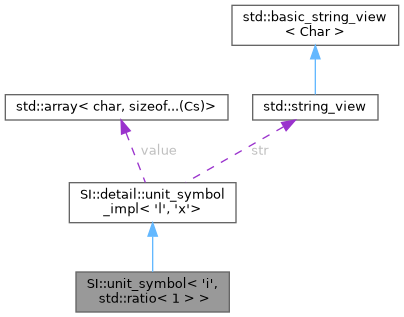 std::basic_string_view
< Char >
std::array< char, sizeof...(Cs)>
std::string_view
value
str
SI::detail::unit_symbol
_impl< 'l', 'x'>
SI::unit_symbol< 'i',
std::ratio< 1 > >